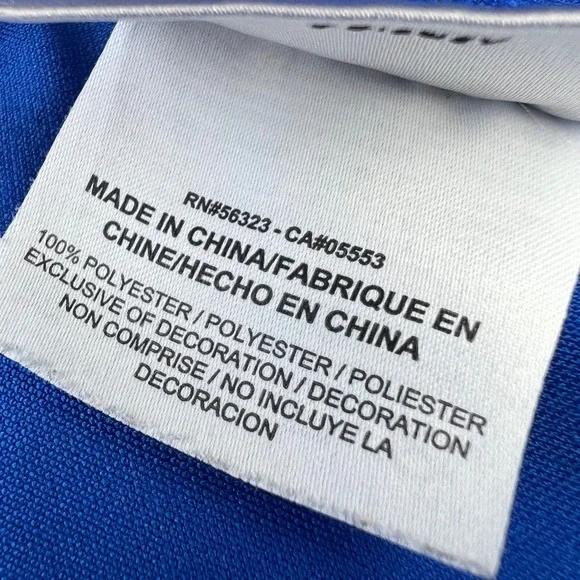 RN#56323 - CA#05553
MADE IN CHINA/FABRIQUE EN
CHINE/HECHO EN CHINA
100% POLYESTER / POLYESTER / POLIESTER
EXCLUSIVE OF DECORATION / DECORATION
NON COMPRISE / NO INCLUYE LA
DECORACION